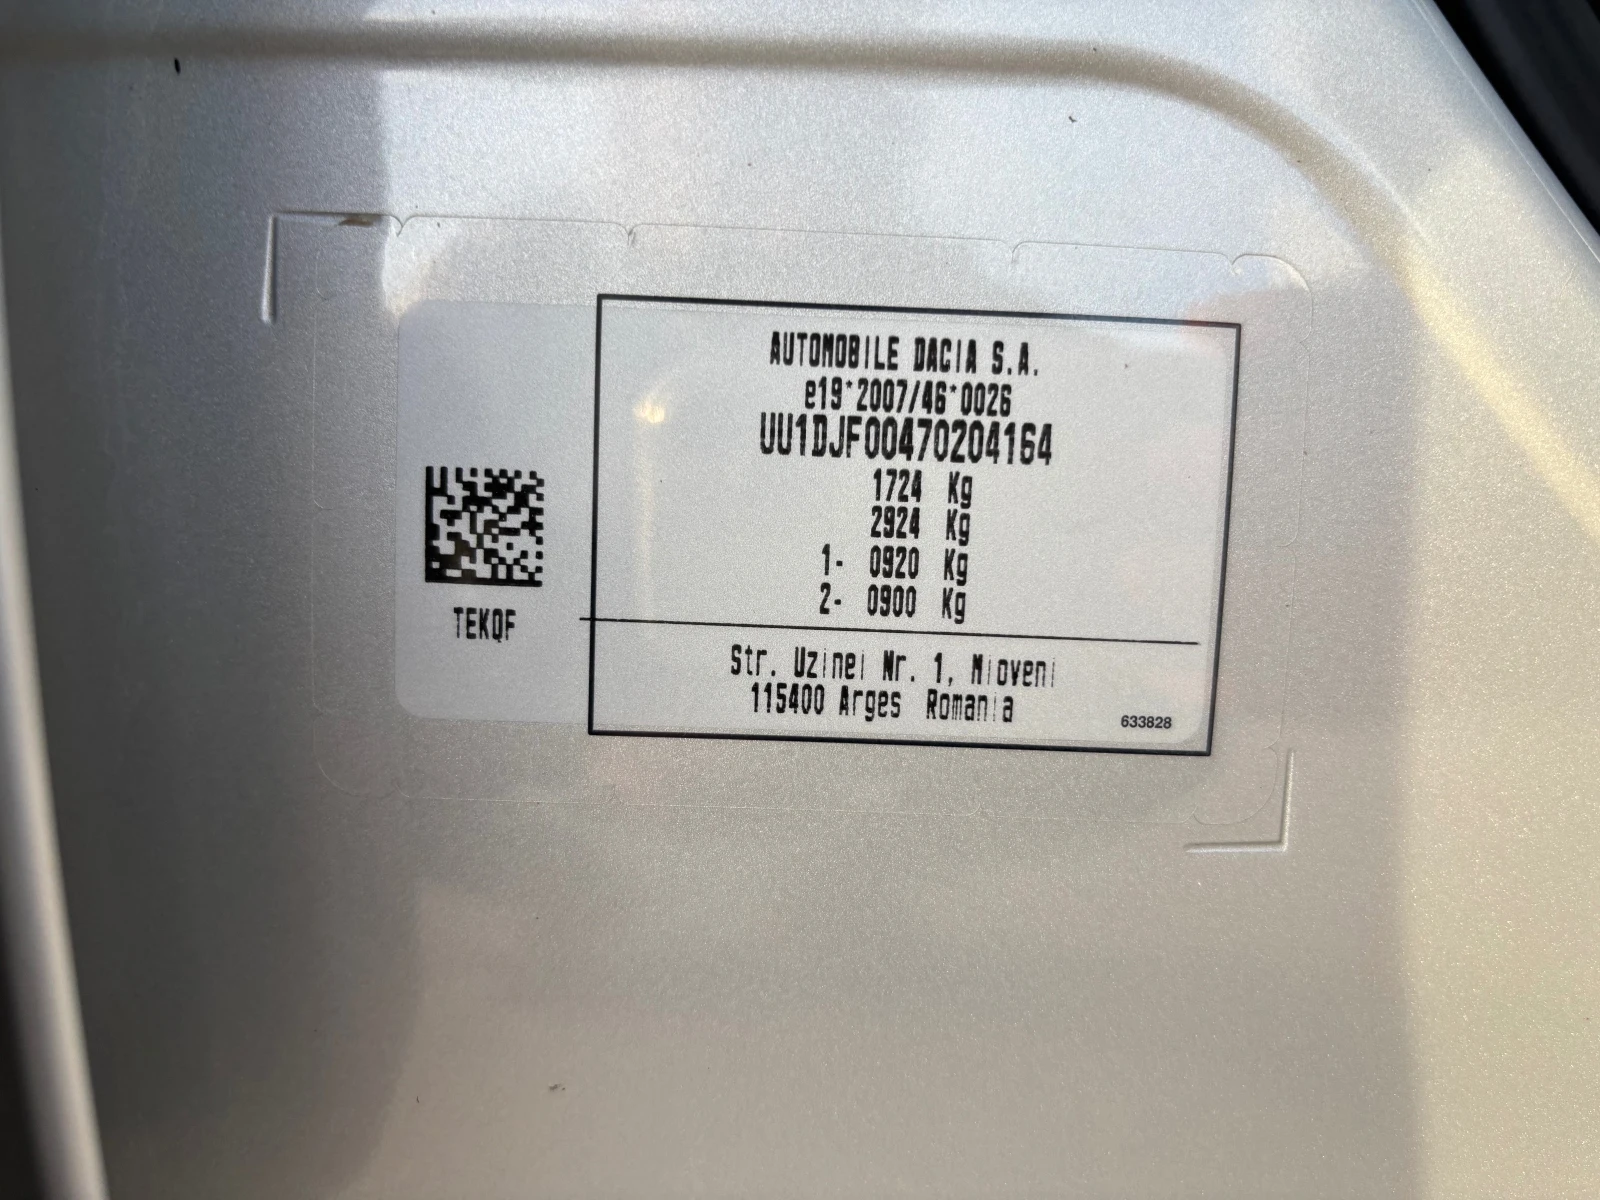 AUTOMOBILE DACIA S.A.
e19*2007/46*0026
UU1DJF00470204164
1724 Kg
2924 Kg
1- 0920 Kg
2- 0900 Kg
TEKQF
Str. Uzinei Nr. 1, Mioveni
115400 Arges Romania
633828